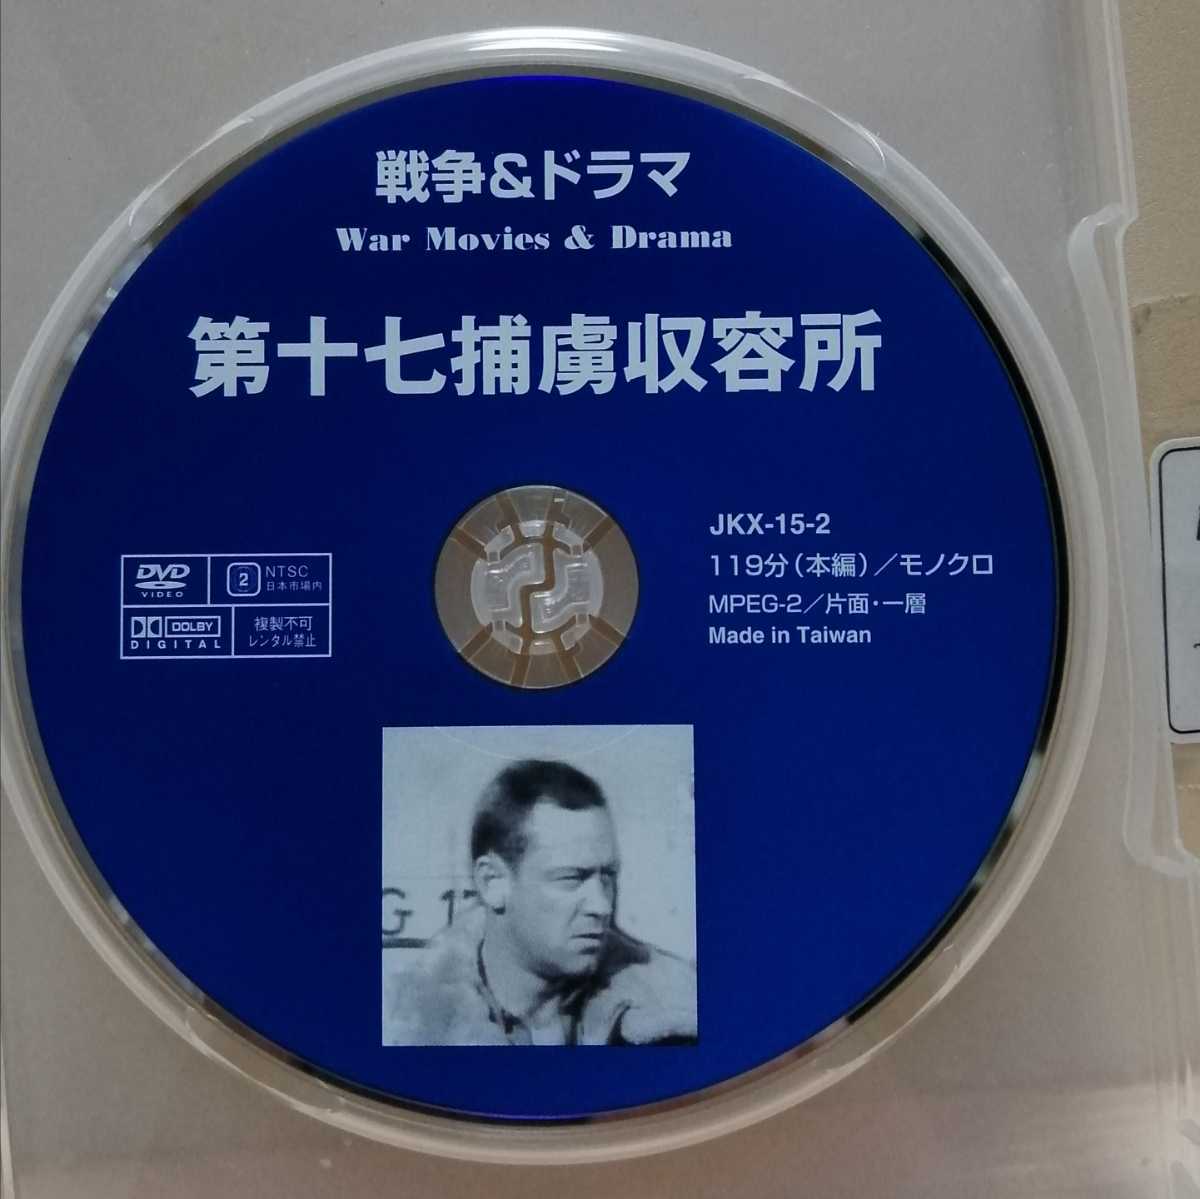 戦争&ドラマ
War Movies & Drama
第十七捕虜収容所
JKX-15-2
119分（本編）／モノクロ
MPEG-2／片面・一層
Made in Taiwan
DVD
VIDEO
2
NTSC
日本市場内
DOLBY
DIGITAL
複製不可
レンタル禁止
G 17